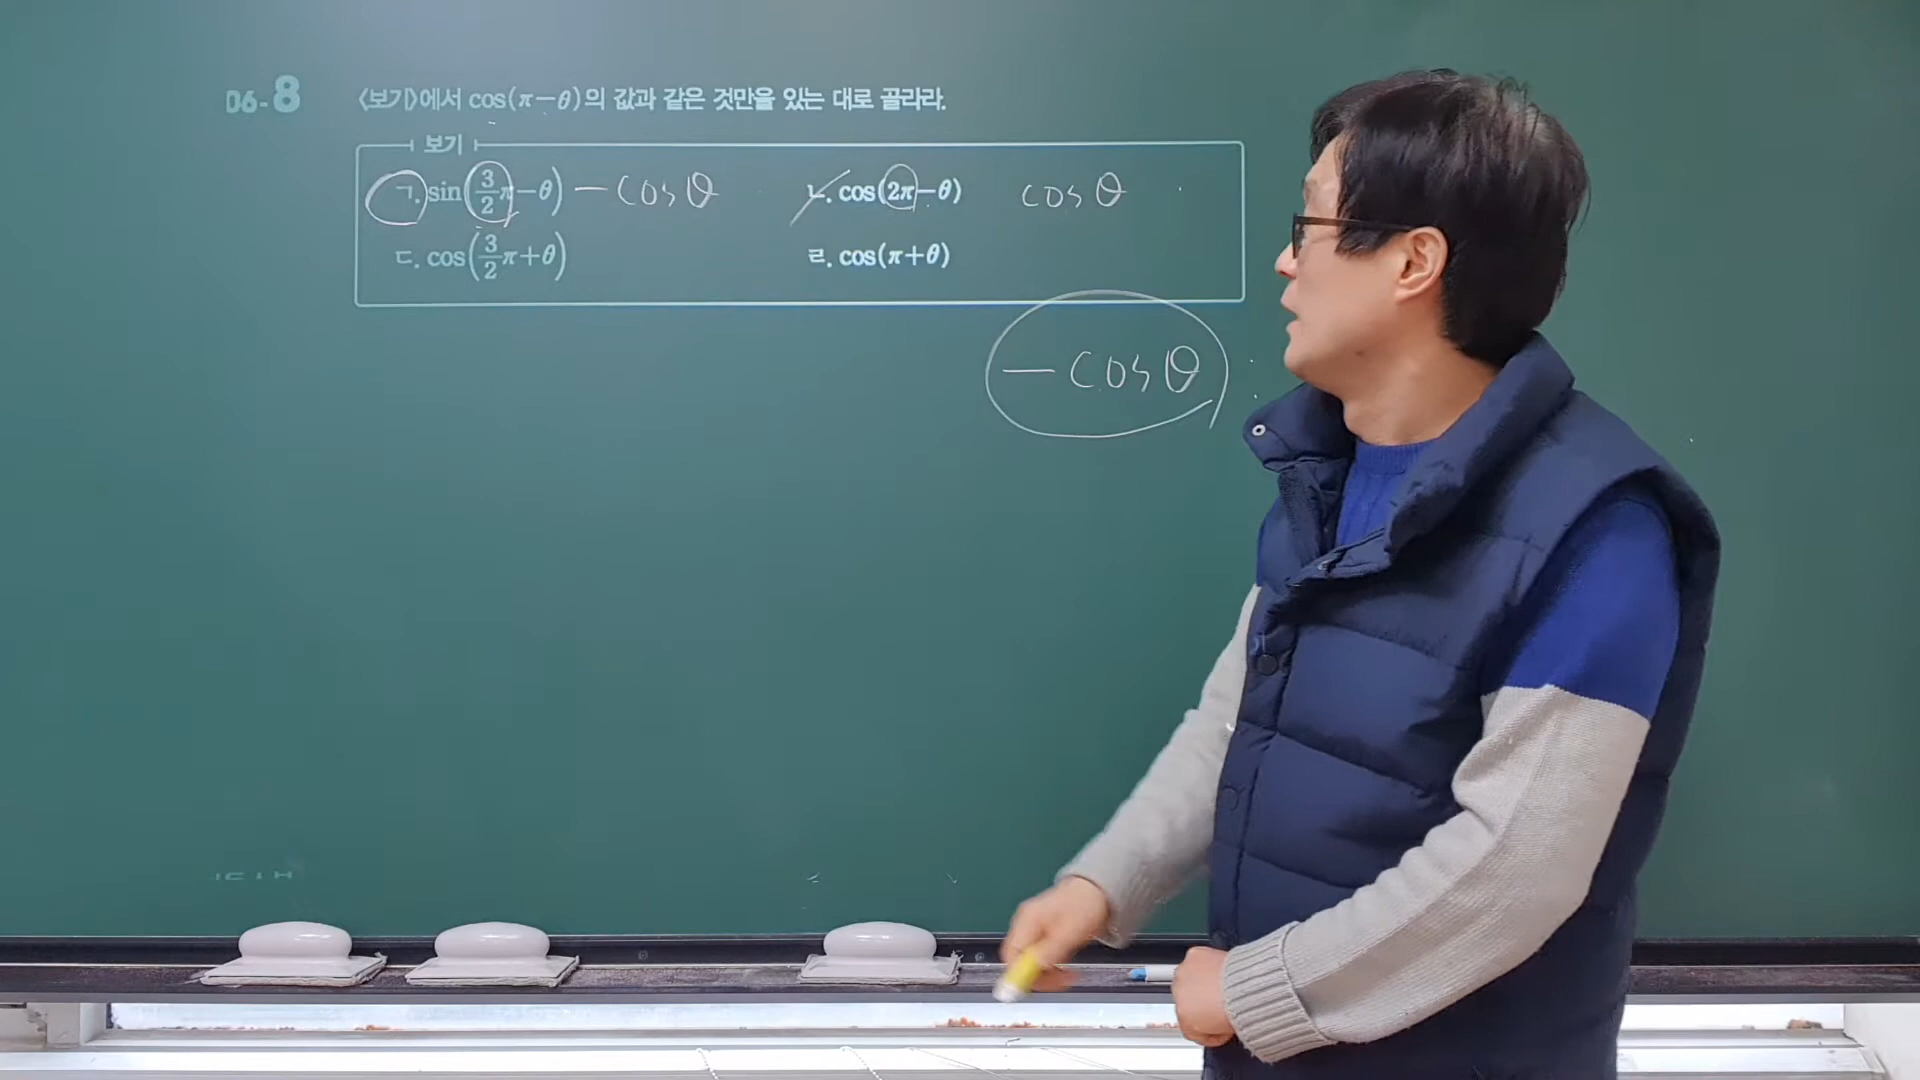 D6-8 〈보기〉에서 cos(π-θ)의 값과 같은 것만을 있는 대로 골라라.
보기
ㄱ. sin(3/2π-θ) -cosθ ㄴ. cos(2π-θ) cosθ
ㄷ. cos(3/2π+θ) ㄹ. cos(π+θ)
-cosθ